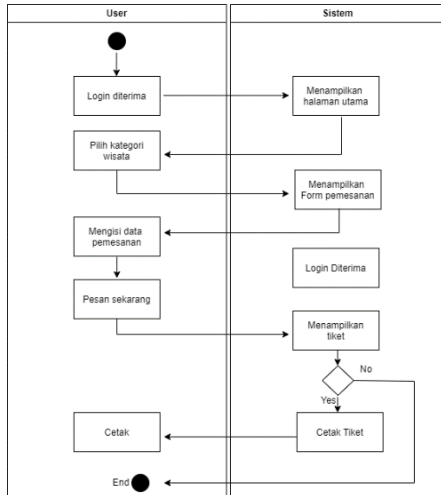 User
Sistem
Login diterima
Menampilkan
halaman utama
Pilih kategori
wisata
Menampilkan
Form pemesanan
Mengisi data
pemesanan
Login Diterima
Pesan sekarang
Menampilkan
tiket
No
Yes
Cetak
Cetak Tiket
End